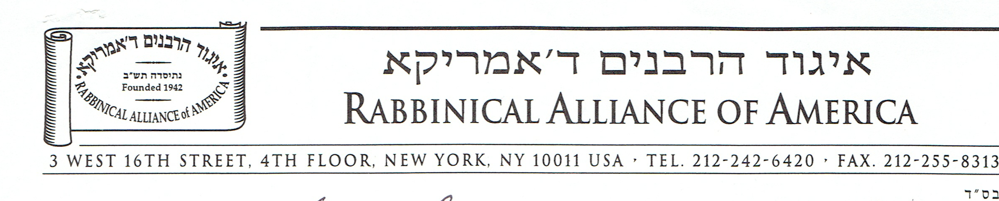 איגוד הרבנים ד'אמריקא
נתיסדה תש"ב
Founded 1942
• RABBINICAL ALLIANCE of AMERICA •
איגוד הרבנים ד'אמריקא
RABBINICAL ALLIANCE OF AMERICA
3 WEST 16TH STREET, 4TH FLOOR, NEW YORK, NY 10011 USA · TEL. 212-242-6420 · FAX. 212-255-8313
בס"ד